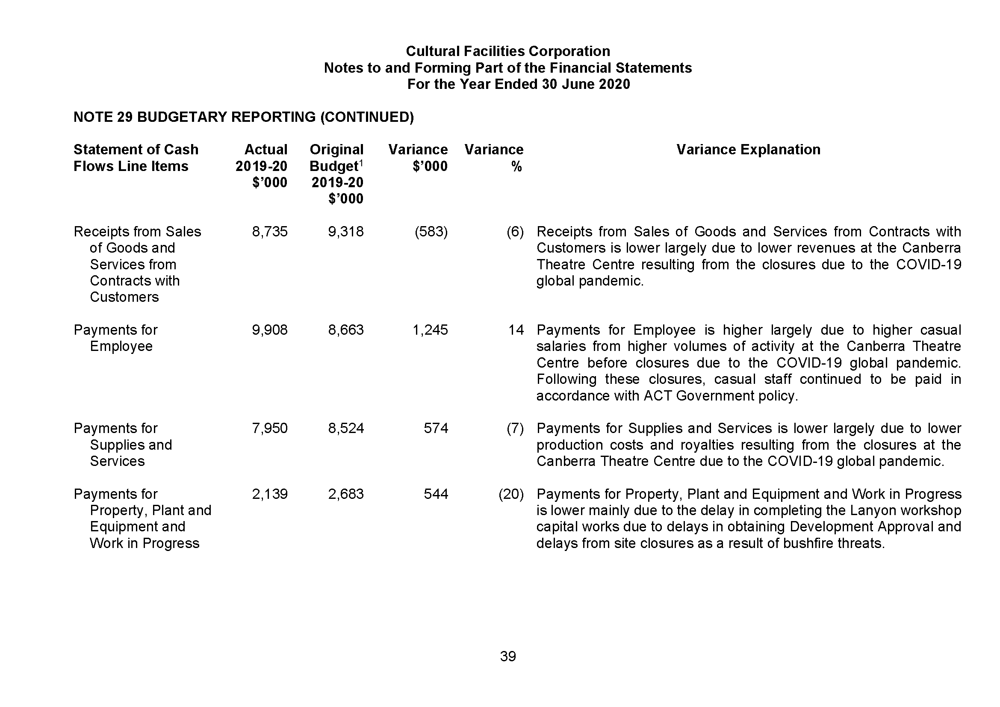 Cultural Facilities Corporation
Notes to and Forming Part of the Financial Statements
For the Year Ended 30 June 2020
NOTE 29 BUDGETARY REPORTING (CONTINUED)
Statement of Cash Actual Original Variance Variance Variance Explanation
Flows Line Items 2019-20 Budget¹ $’000 %
$’000 2019-20
$’000
Receipts from Sales 8,735 9,318 (583) (6) Receipts from Sales of Goods and Services from Contracts with
of Goods and Customers is lower largely due to lower revenues at the Canberra
Services from Theatre Centre resulting from the closures due to the COVID-19
Contracts with global pandemic.
Customers
Payments for 9,908 8,663 1,245 14 Payments for Employee is higher largely due to higher casual
Employee salaries from higher volumes of activity at the Canberra Theatre
Centre before closures due to the COVID-19 global pandemic.
Following these closures, casual staff continued to be paid in
accordance with ACT Government policy.
Payments for 7,950 8,524 574 (7) Payments for Supplies and Services is lower largely due to lower
Supplies and production costs and royalties resulting from the closures at the
Services Canberra Theatre Centre due to the COVID-19 global pandemic.
Payments for 2,139 2,683 544 (20) Payments for Property, Plant and Equipment and Work in Progress
Property, Plant and is lower mainly due to the delay in completing the Lanyon workshop
Equipment and capital works due to delays in obtaining Development Approval and
Work in Progress delays from site closures as a result of bushfire threats.
39